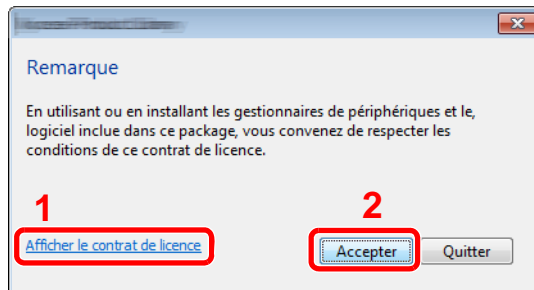 Remarque
En utilisant ou en installant les gestionnaires de périphériques et le,
logiciel inclue dans ce package, vous convenez de respecter les
conditions de ce contrat de licence.
1
2
Afficher le contrat de licence
Accepter
Quitter